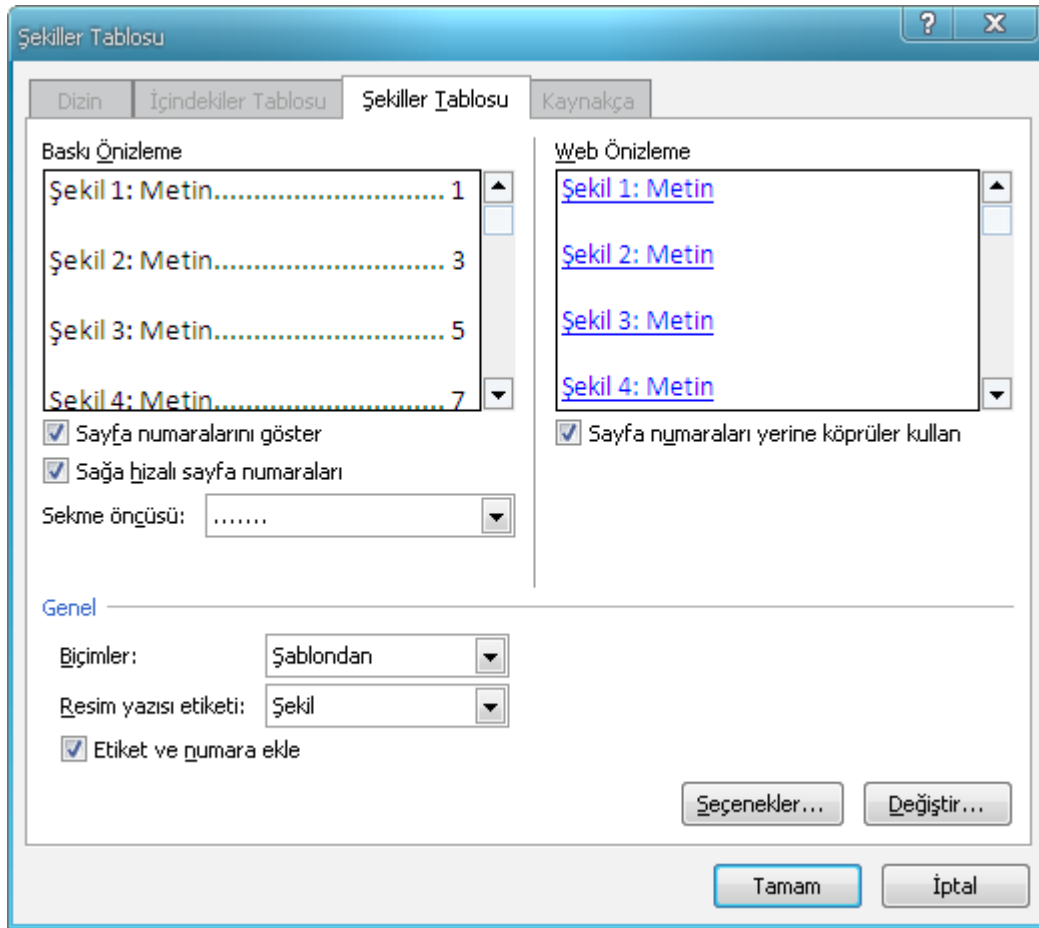 Şekiller Tablosu
?
Dizin
İçindekiler Tablosu
Şekiller Tablosu
Kaynakça
Baskı Önizleme
Şekil 1: Metin............................ 1
Şekil 2: Metin............................ 3
Şekil 3: Metin............................ 5
Şekil 4: Metin............................ 7
Sayfa numaralarını göster
Sağa hizalı sayfa numaraları
Sekme öncüsü: .......
Web Önizleme
Şekil 1: Metin
Şekil 2: Metin
Şekil 3: Metin
Şekil 4: Metin
Sayfa numaraları yerine köprüler kullan
Genel
Biçimler: Şablondan
Resim yazısı etiketi: Şekil
Etiket ve numara ekle
Seçenekler... Değiştir...
Tamam İptal